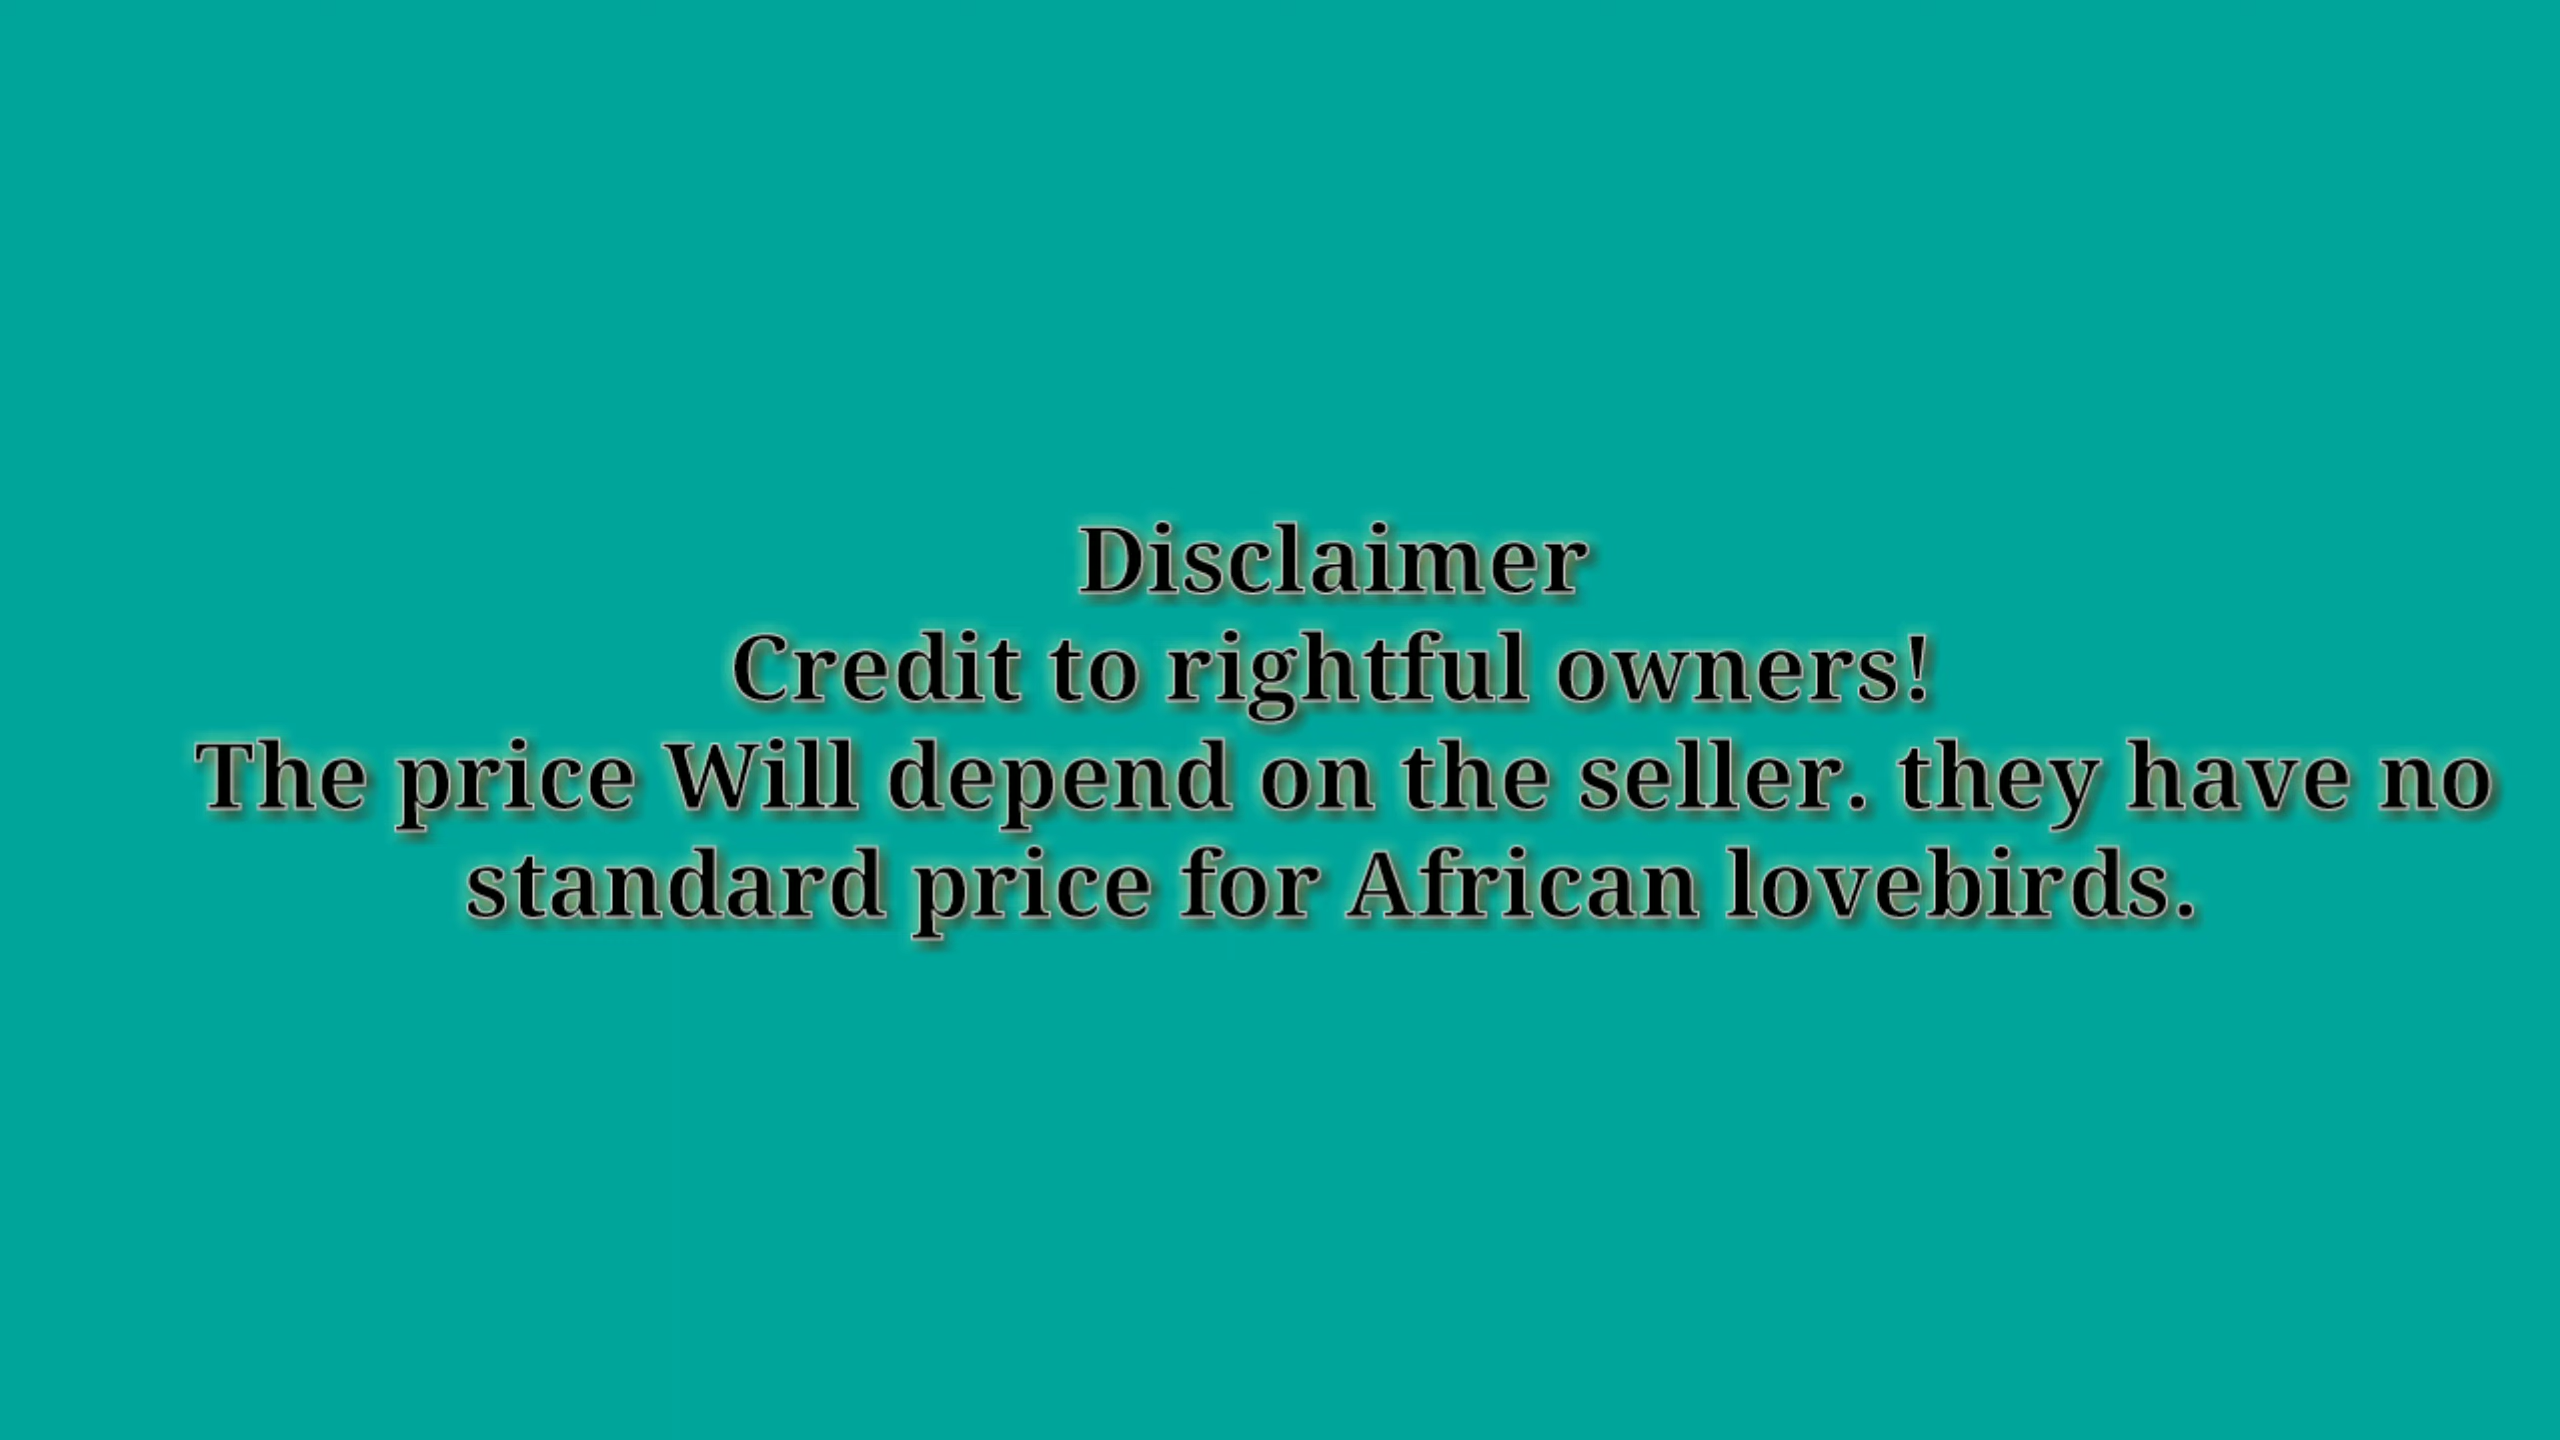 Disclaimer
Credit to rightful owners!
The price Will depend on the seller. they have no
standard price for African lovebirds.